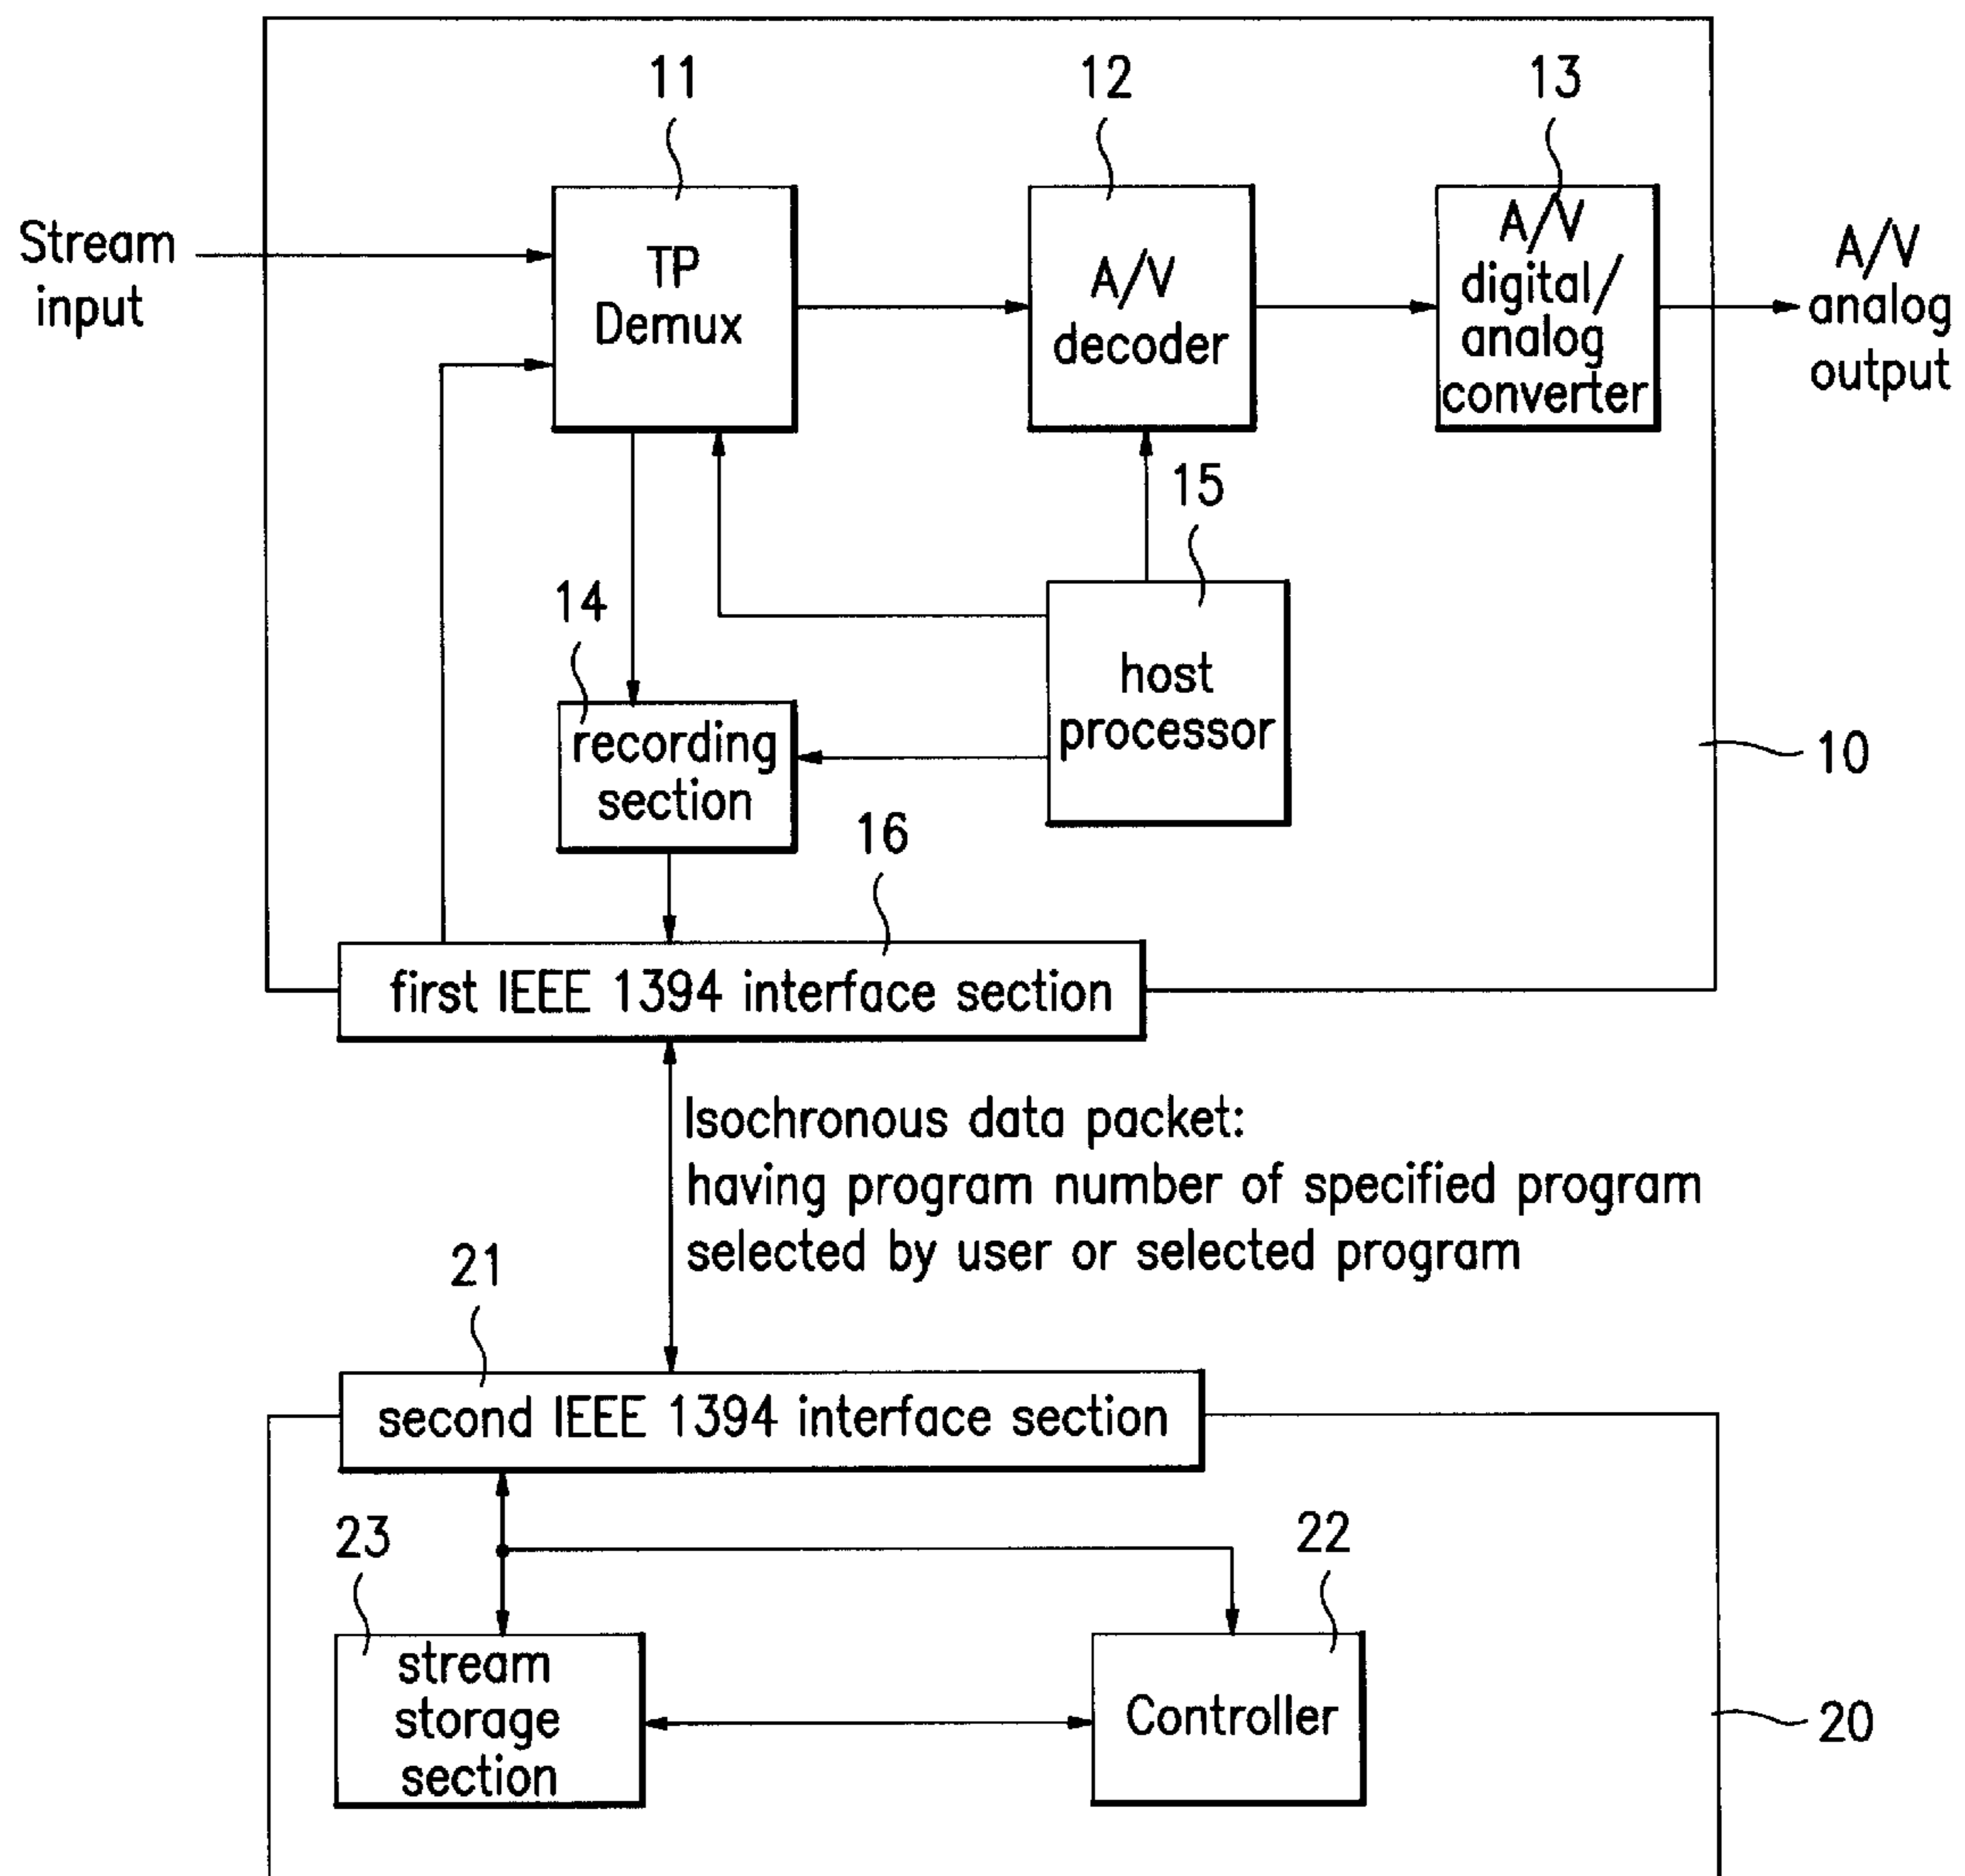 11
12
13
Stream
input
TP
Demux
A/V
decoder
A/V
digital/
analog
converter
A/V
analog
output
15
14
host
processor
recording
section
10
16
first IEEE 1394 interface section
Isochronous data packet:
having program number of specified program
selected by user or selected program
21
second IEEE 1394 interface section
23
22
stream
storage
section
Controller
20